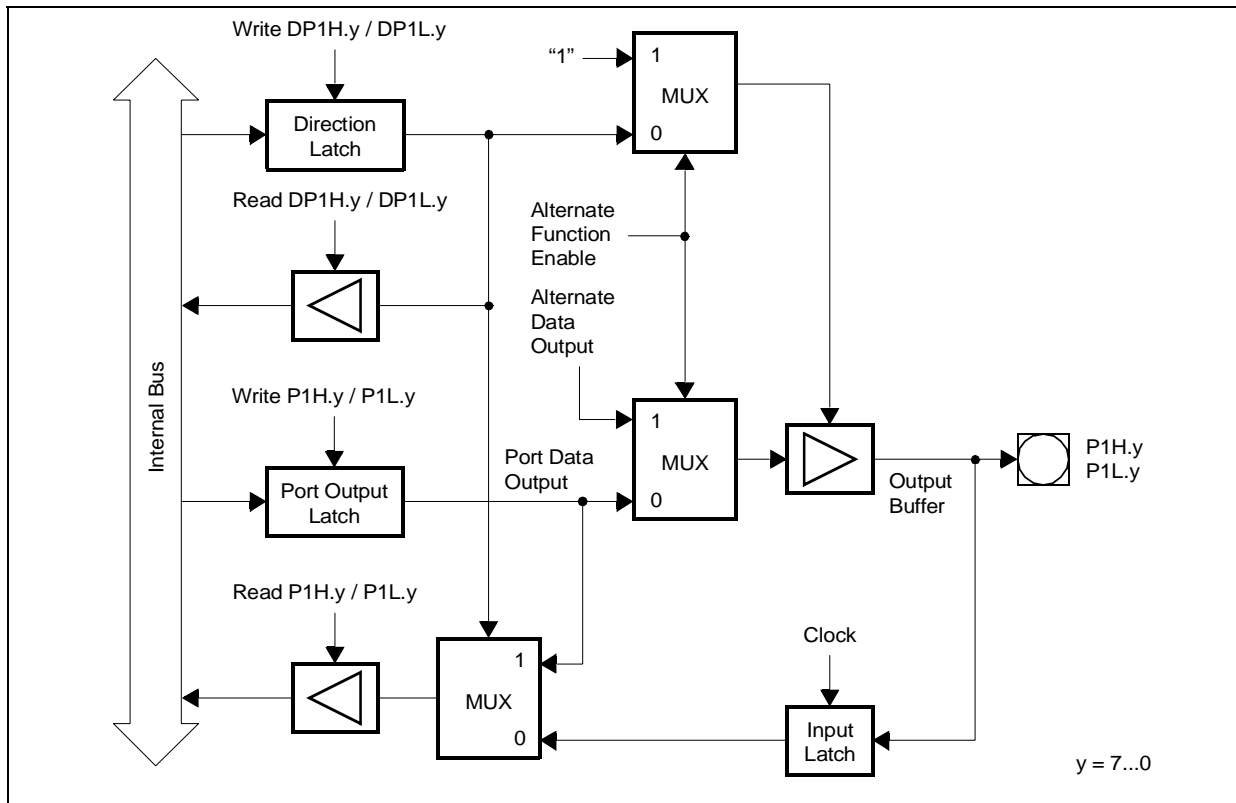 Write DP1H.y / DP1L.y
“1”
1
MUX
0
Direction
Latch
Read DP1H.y / DP1L.y
Alternate
Function
Enable
Alternate
Data
Output
Internal Bus
Write P1H.y / P1L.y
1
MUX
0
Port Data
Output
Port Output
Latch
Output
Buffer
P1H.y
P1L.y
Read P1H.y / P1L.y
Clock
1
MUX
0
Input
Latch
y = 7...0